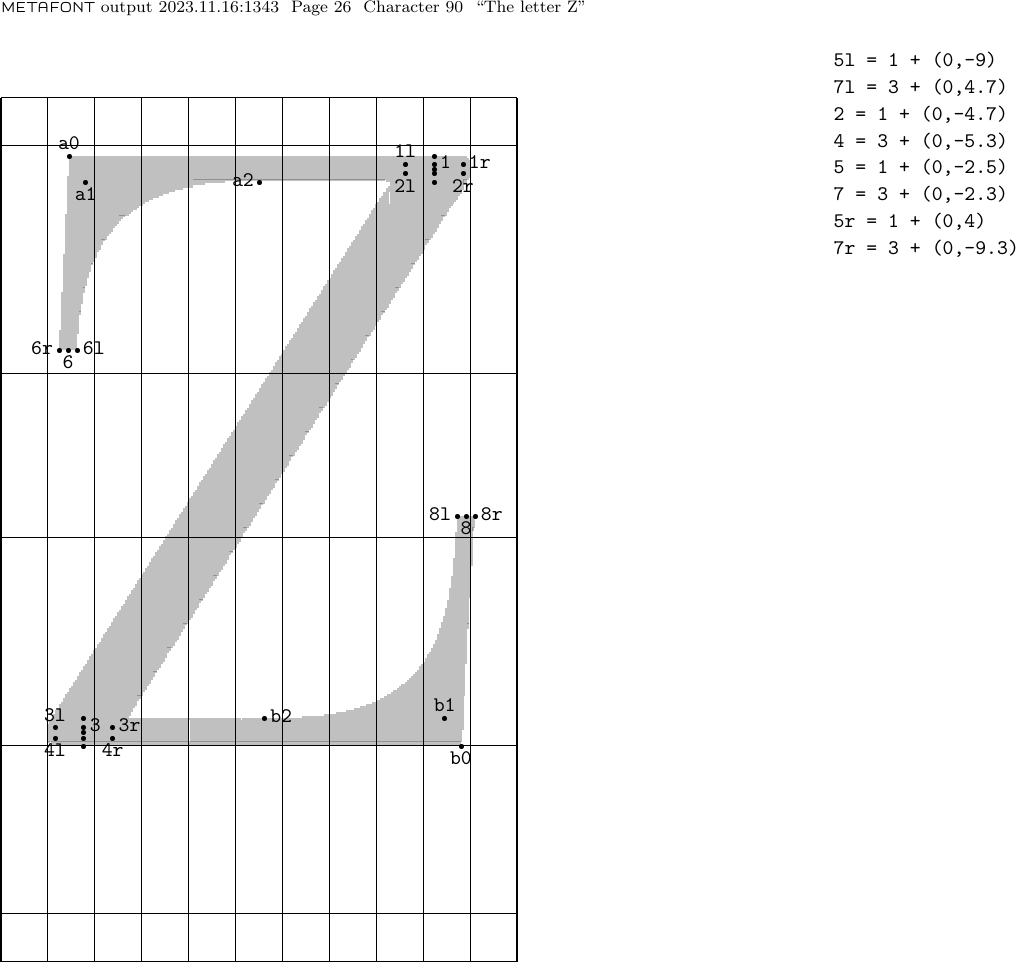 METAFONT output 2023.11.16:1343 Page 26 Character 90 “The letter Z”
5l = 1 + (0,-9)
7l = 3 + (0,4.7)
2 = 1 + (0,-4.7)
4 = 3 + (0,-5.3)
5 = 1 + (0,-2.5)
7 = 3 + (0,-2.3)
5r = 1 + (0,4)
7r = 3 + (0,-9.3)
a0
1l 1 1r
a1 a2 2l 2r
6r 6l
6
8l 8r
8
b1
3l 3 3r b2
4l 4r b0